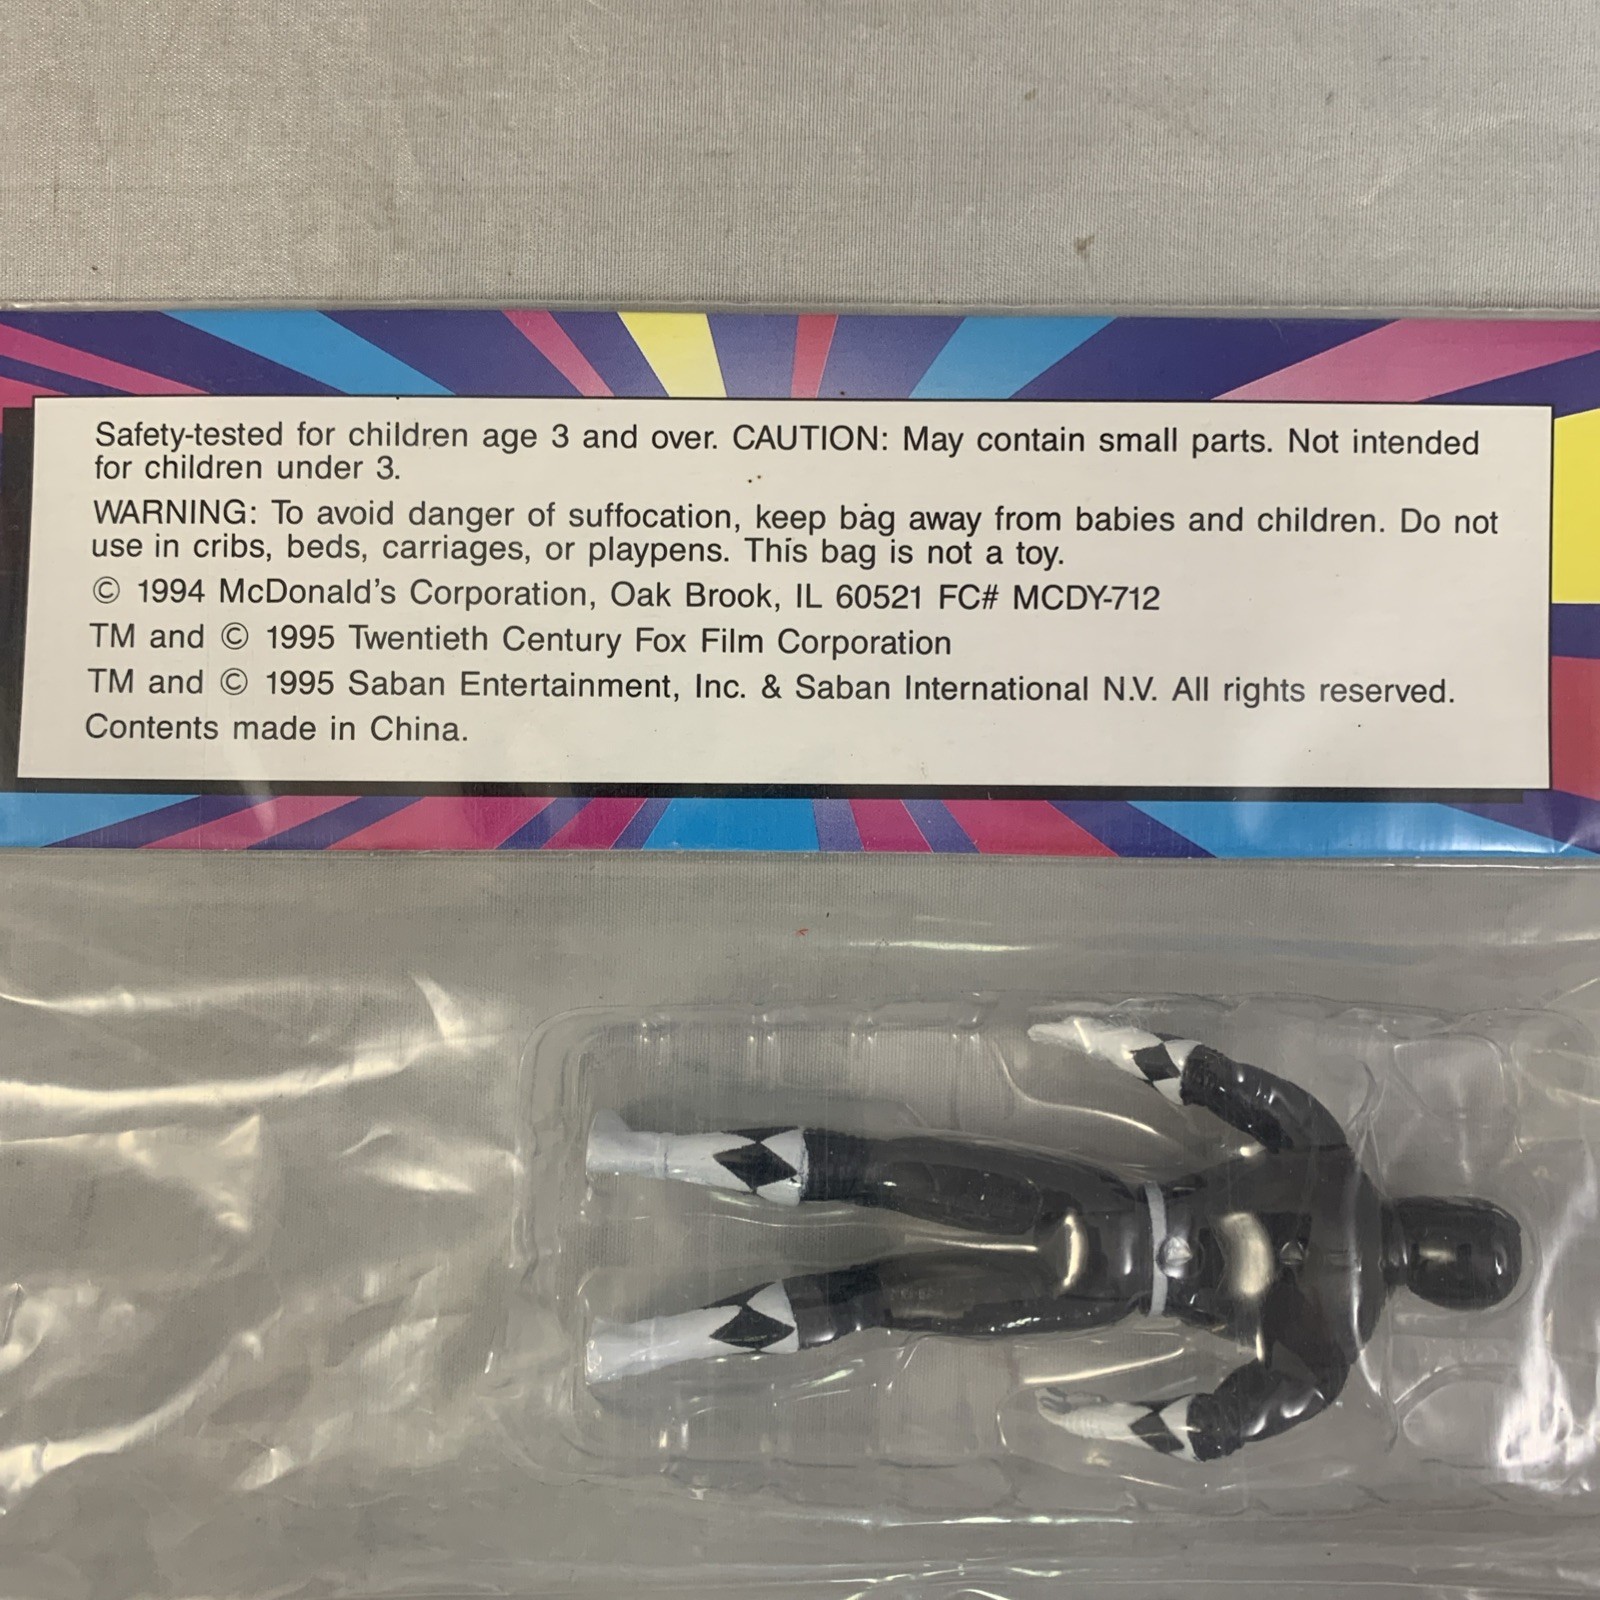 Safety-tested for children age 3 and over. CAUTION: May contain small parts. Not intended
for children under 3.
WARNING: To avoid danger of suffocation, keep bag away from babies and children. Do not
use in cribs, beds, carriages, or playpens. This bag is not a toy.
© 1994 McDonald's Corporation, Oak Brook, IL 60521 FC# MCDY-712
TM and © 1995 Twentieth Century Fox Film Corporation
TM and © 1995 Saban Entertainment, Inc. & Saban International N.V. All rights reserved.
Contents made in China.